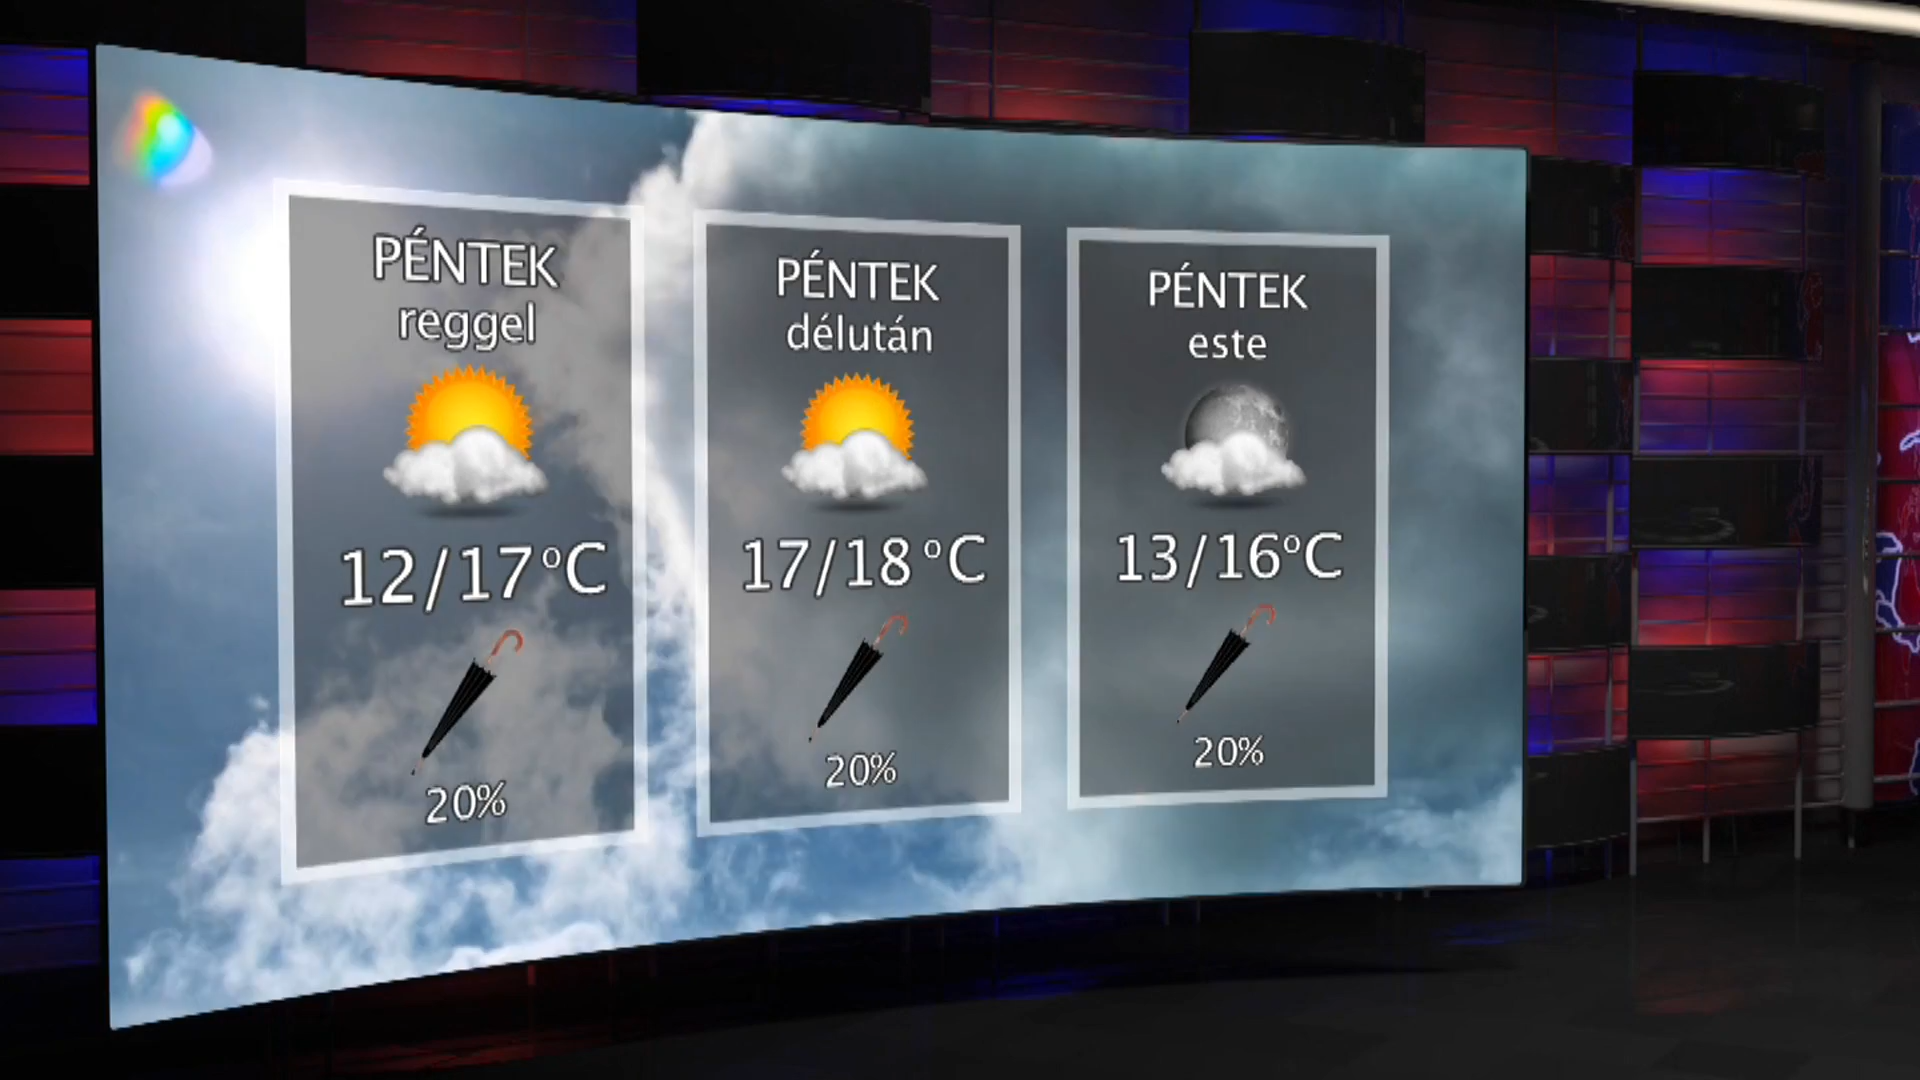 PÉNTEK
reggel
12/17°C
20%
PÉNTEK
délután
17/18°C
20%
PÉNTEK
este
13/16°C
20%